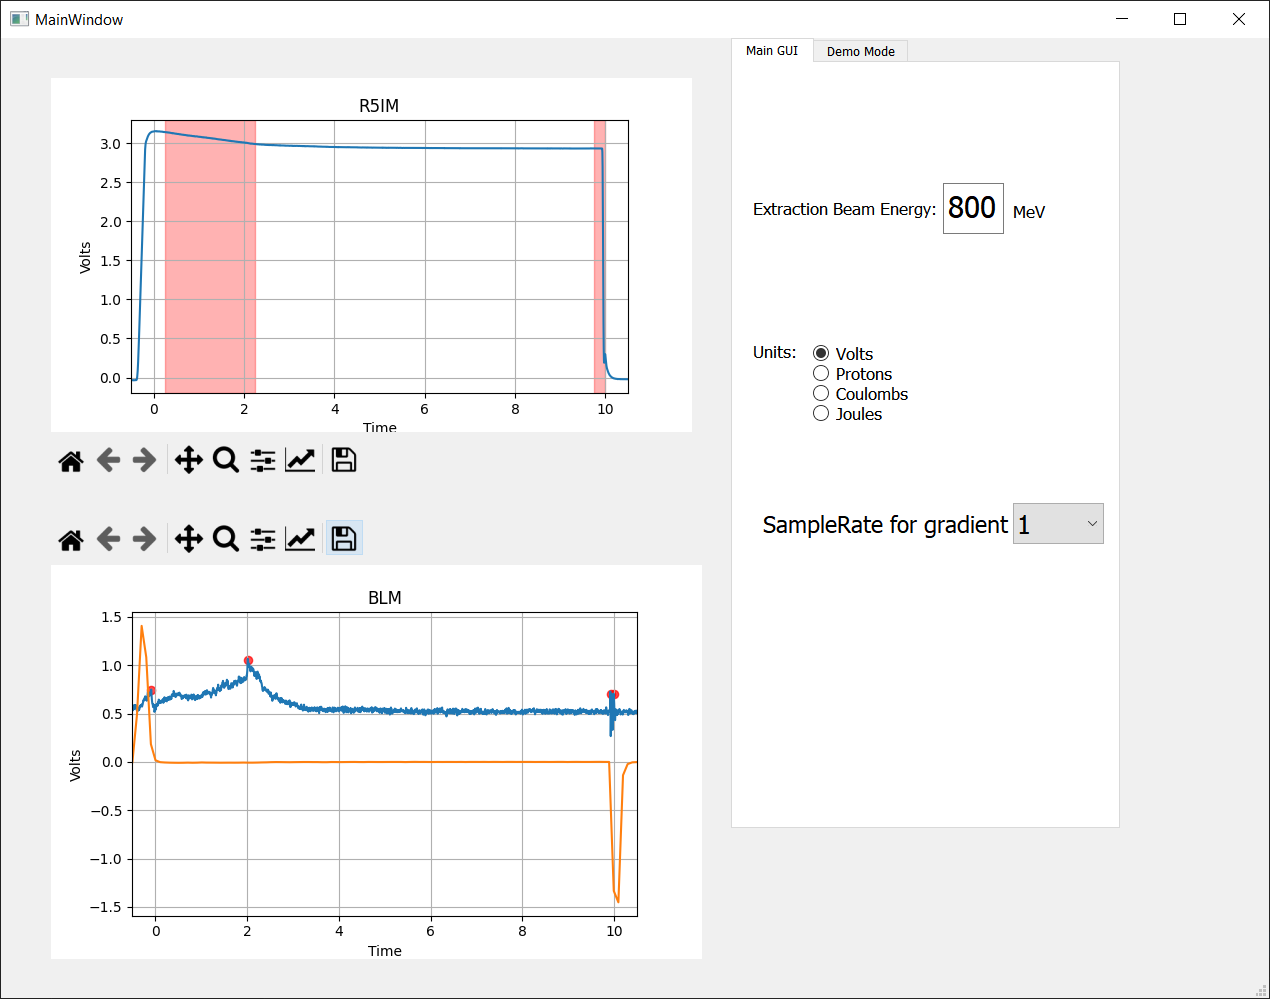 MainWindow
R5IM
3.0
2.5
2.0
1.5
1.0
0.5
0.0
Volts
0 2 4 6 8 10
Time
BLM
1.5
1.0
0.5
0.0
−0.5
−1.0
−1.5
Volts
0 2 4 6 8 10
Time
Main GUI Demo Mode
Extraction Beam Energy: 800 MeV
Units: Volts
Protons
Coulombs
Joules
SampleRate for gradient 1